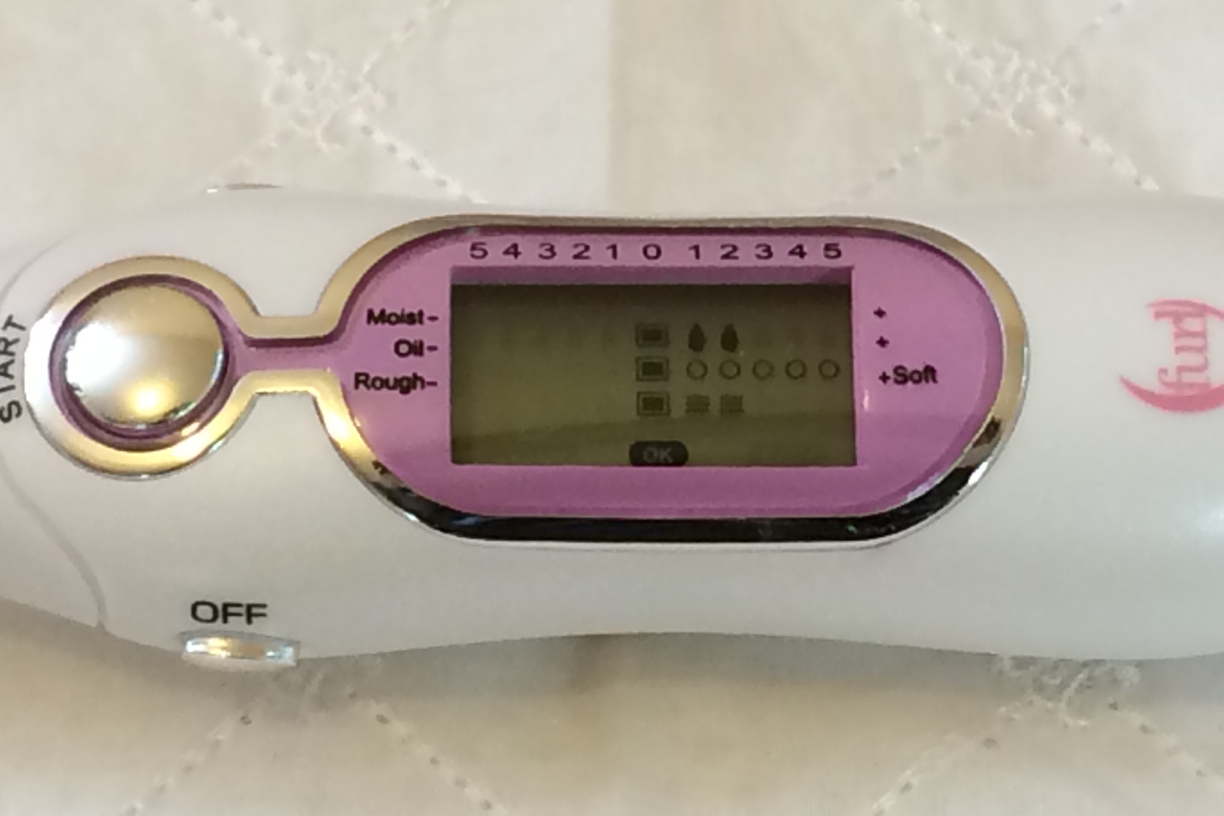 5 4 3 2 1 0 1 2 3 4 5
Moist- +
Oil- +
Rough- +Soft
OK
START
OFF